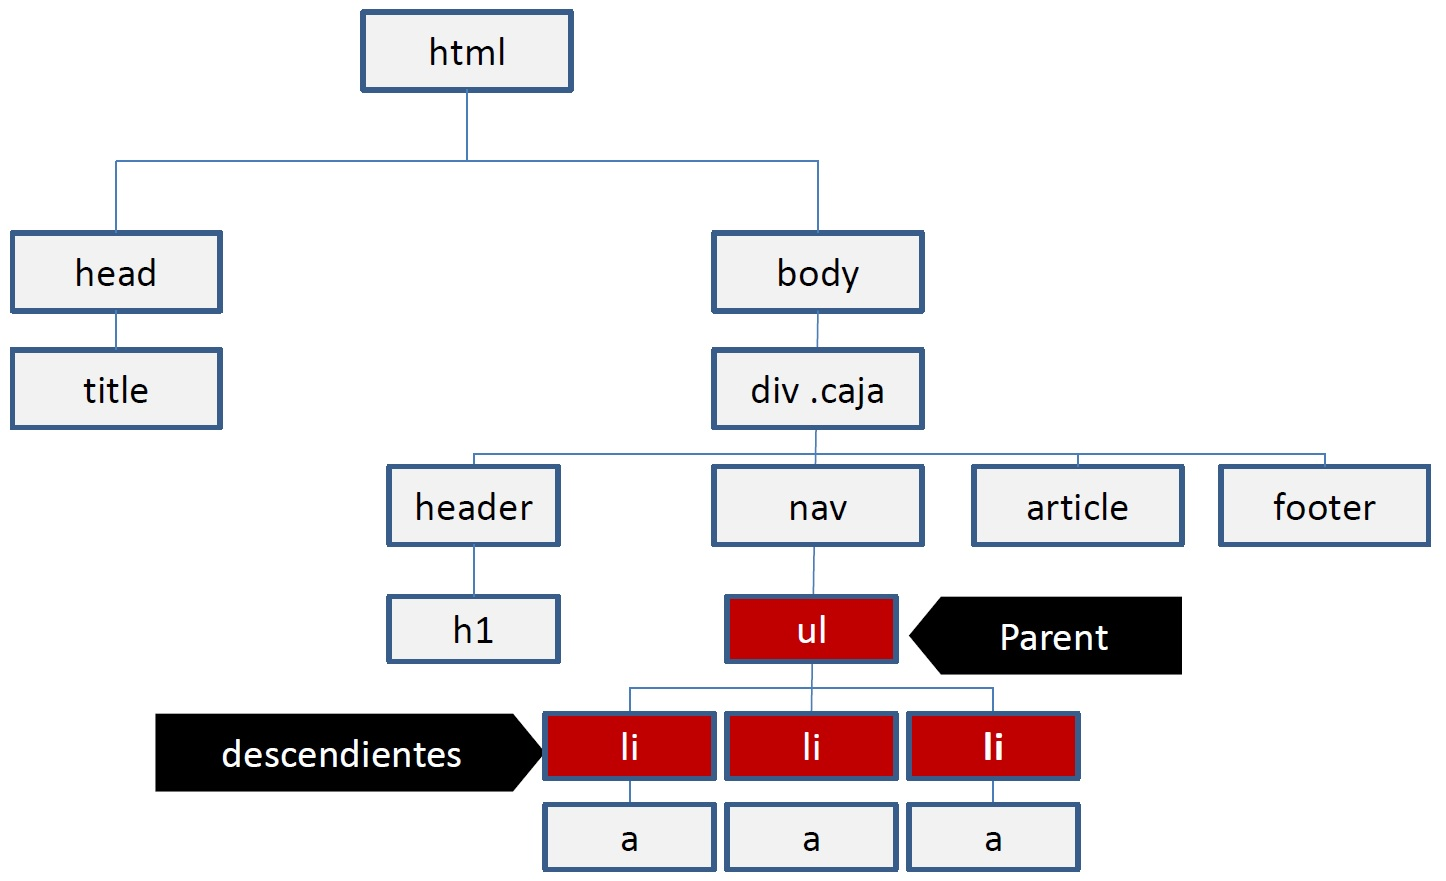 html
head
body
title
div .caja
header
nav
article
footer
h1
ul
Parent
descendientes
li
li
li
a
a
a